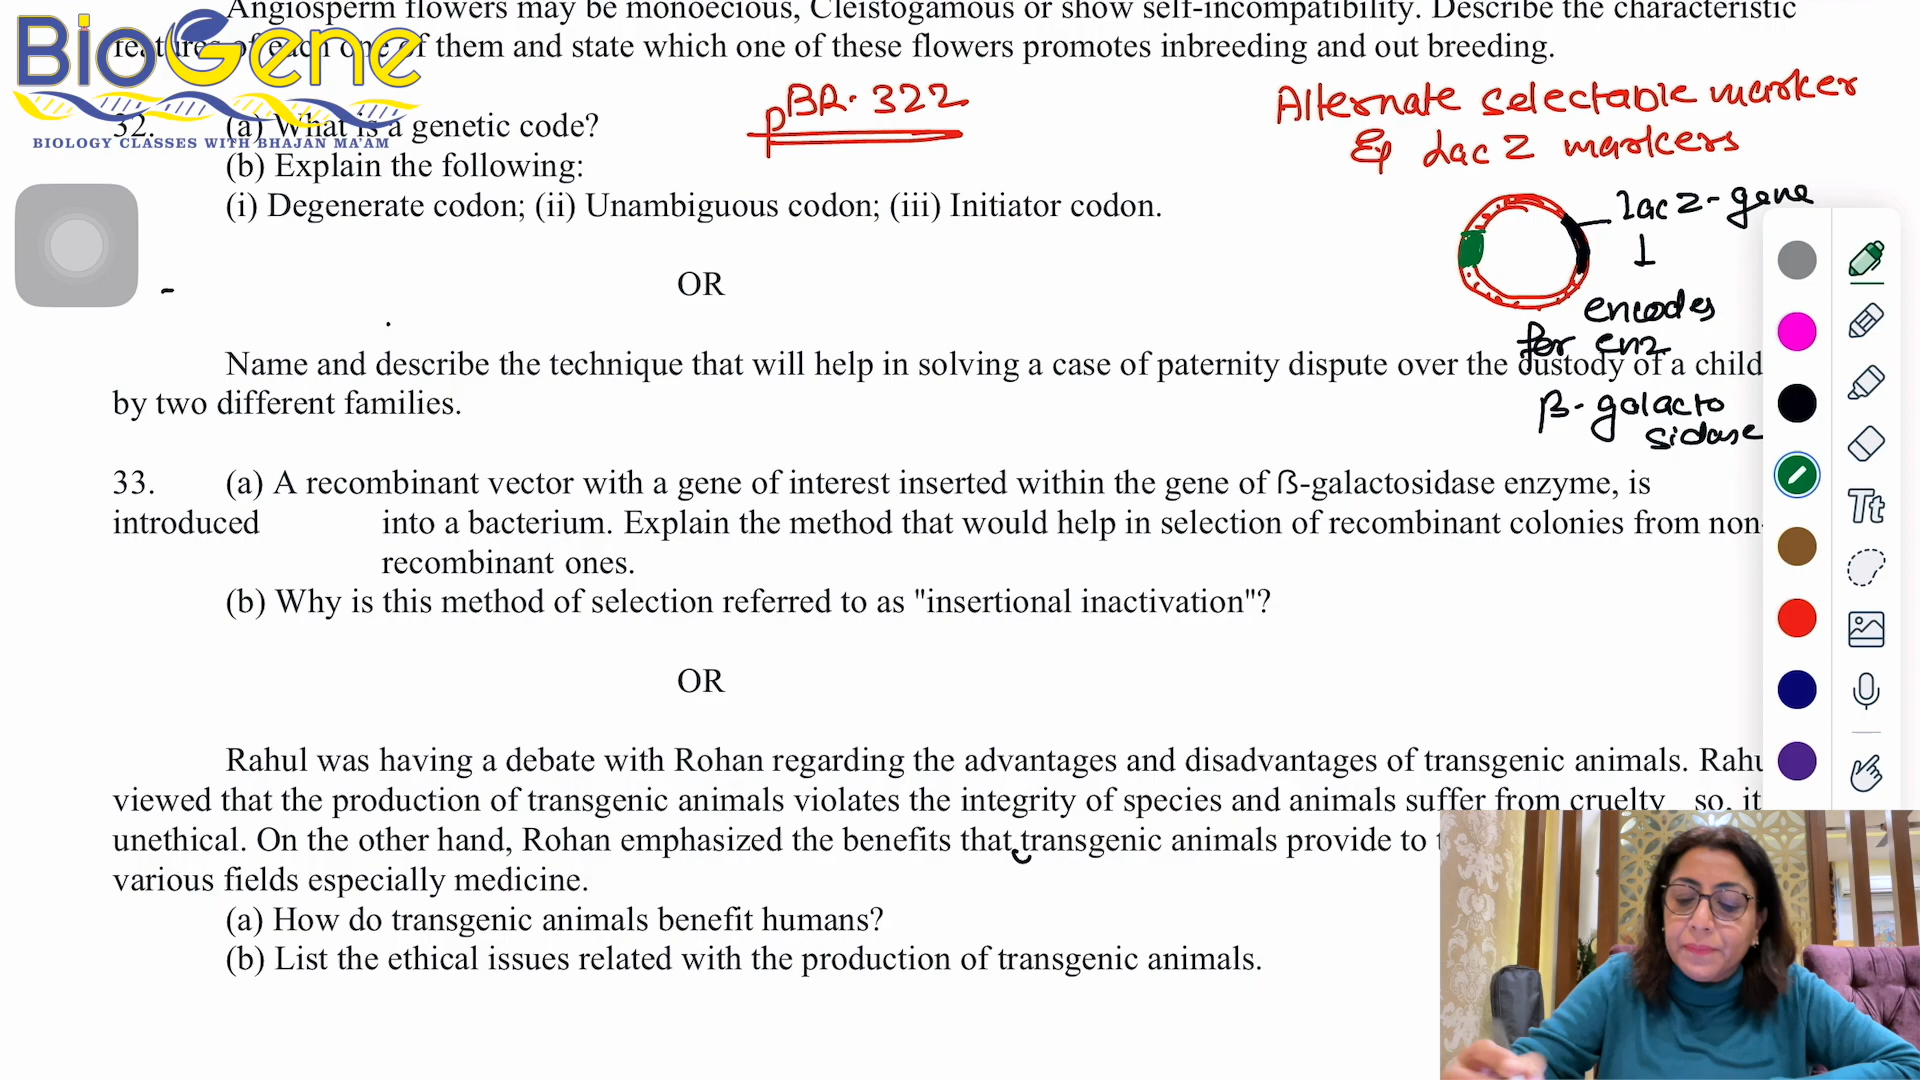 Angiosperm flowers may be monoecious, Cleistogamous or show self-incompatibility. Describe the characteristic
features of each one of them and state which one of these flowers promotes inbreeding and out breeding.
BioGene
BIOLOGY CLASSES WITH BHAJAN MA'AM
pBR·322
Alternate selectable marker
Eg Lac Z markers
32. (a) What is a genetic code?
(b) Explain the following:
(i) Degenerate codon; (ii) Unambiguous codon; (iii) Initiator codon.
lac z-gene
encodes
for enz
β-galacto
sidase
OR
Name and describe the technique that will help in solving a case of paternity dispute over the custody of a child
by two different families.
33. (a) A recombinant vector with a gene of interest inserted within the gene of ß-galactosidase enzyme, is
introduced into a bacterium. Explain the method that would help in selection of recombinant colonies from non-
recombinant ones.
(b) Why is this method of selection referred to as "insertional inactivation"?
OR
Rahul was having a debate with Rohan regarding the advantages and disadvantages of transgenic animals. Rahu
viewed that the production of transgenic animals violates the integrity of species and animals suffer from cruelty so, it
unethical. On the other hand, Rohan emphasized the benefits that transgenic animals provide to
various fields especially medicine.
(a) How do transgenic animals benefit humans?
(b) List the ethical issues related with the production of transgenic animals.
Tt